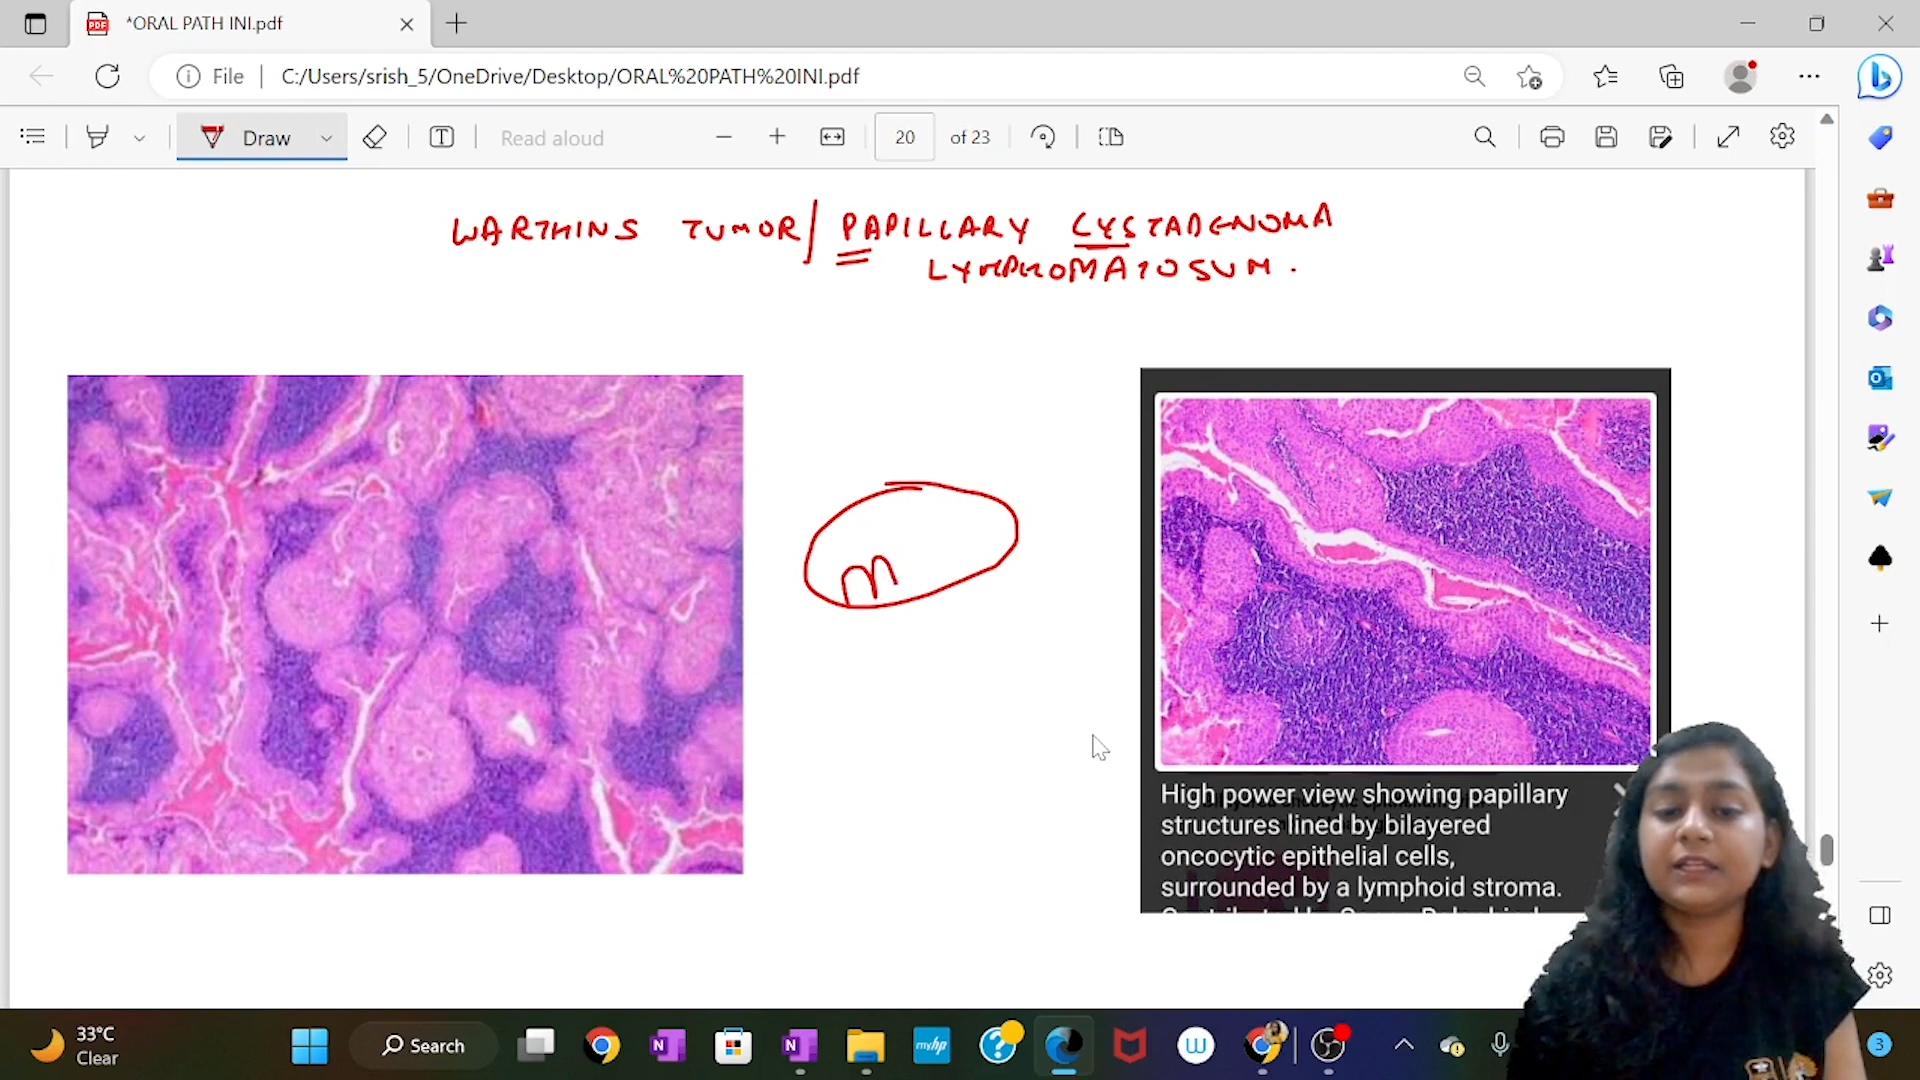 *ORAL PATH INI.pdf
File
C:/Users/srish_5/OneDrive/Desktop/ORAL%20PATH%20INI.pdf
Draw
Read aloud
20
of 23
WARTHINS TUMOR/ PAPILLARY CYSTADENOMA
LYMPHOMATOSUM.
m
High power view showing papillary
structures lined by bilayered
oncocytic epithelial cells,
surrounded by a lymphoid stroma.
33°C
Clear
Search
N
N
myhp
?
W
3